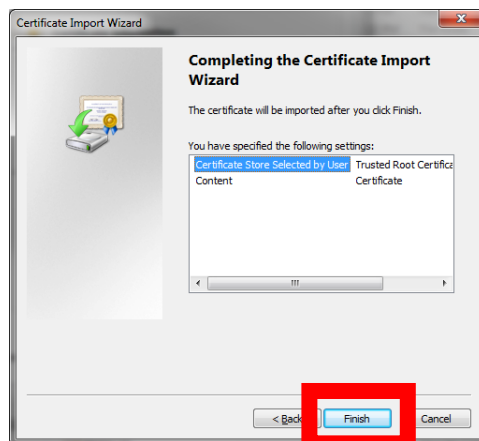 Certificate Import Wizard
Completing the Certificate Import
Wizard
The certificate will be imported after you click Finish.
You have specified the following settings:
Certificate Store Selected by User Trusted Root Certifica
Content Certificate
< Back Finish Cancel